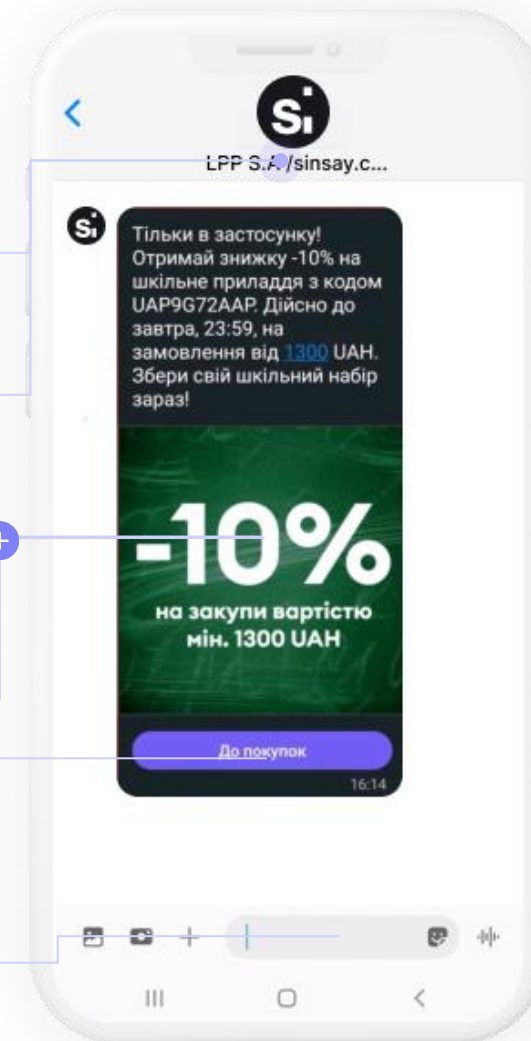 Si
LPP S.A /sinsay.c...
Si
Тільки в застосунку!
Отримай знижку -10% на
шкільне приладдя з кодом
UAP9G72AAP. Дійсно до
завтра, 23:59, на
замовлення від 1300 UAH.
Збери свій шкільний набір
зараз!
-10%
на закупи вартістю
мін. 1300 UAH
До покупок
16:14